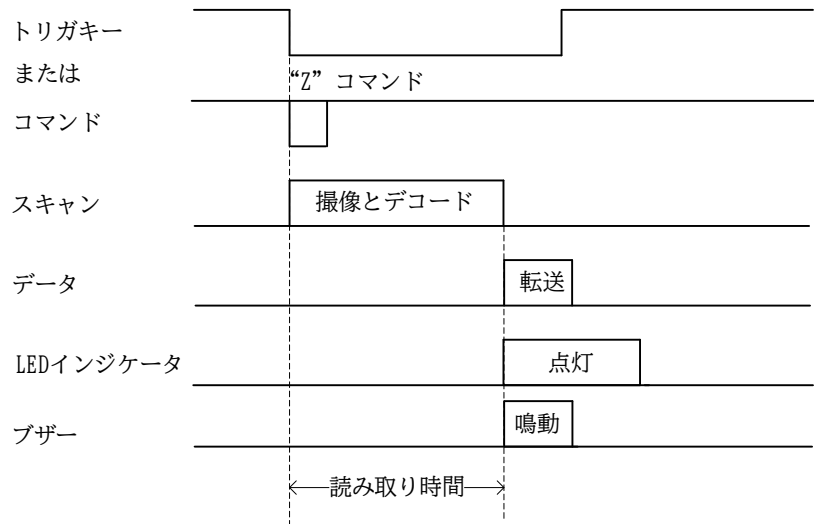 トリガキー
または
“Z”コマンド
コマンド
スキャン
撮像とデコード
データ
転送
LEDインジケータ
点灯
ブザー
鳴動
読み取り時間